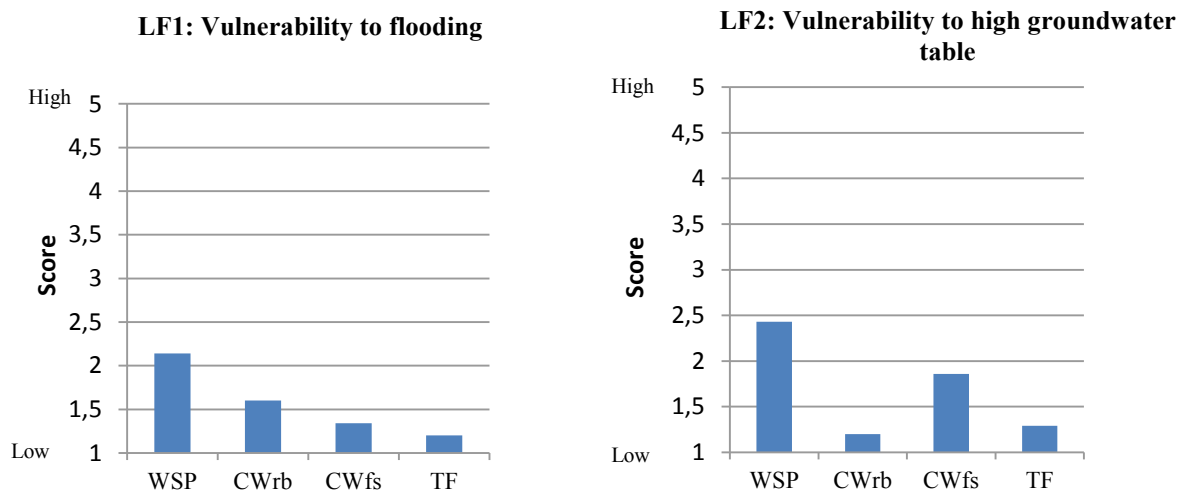 LF1: Vulnerability to flooding
High
5
4,5
4
3,5
3
2,5
2
1,5
1
Low
Score
WSP CWrb CWfs TF
LF2: Vulnerability to high groundwater
table
High
5
4,5
4
3,5
3
2,5
2
1,5
1
Low
Score
WSP CWrb CWfs TF